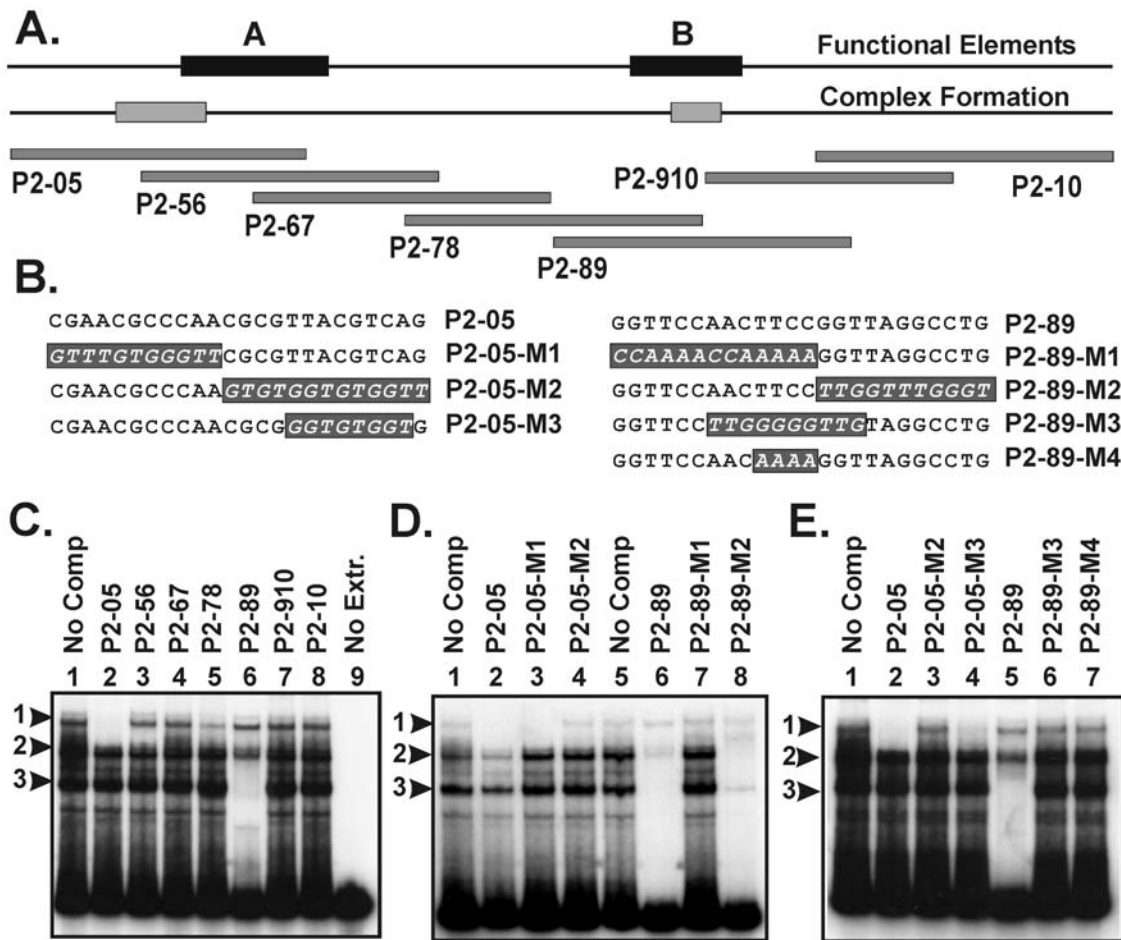 A.
A
B
Functional Elements
Complex Formation
P2-05
P2-56
P2-67
P2-78
P2-89
P2-910
P2-10
B.
CGAACGCCCAACGCGTTACGTCAG P2-05
GTTTGTGGGTTCGCGTTACGTCAG P2-05-M1
CGAACGCCCAAGTGTGGTGTGGTT P2-05-M2
CGAACGCCCAACGCGGGTGTGGTG P2-05-M3
GGTTCCAACTTCCGGTTAGGCCTG P2-89
CCAAAACCAAAAAGGTTAGGCCTG P2-89-M1
GGTTCCAACTTCCTTGGTTTGGGT P2-89-M2
GGTTCCTTGGGGGTTGTAGGCCTG P2-89-M3
GGTTCCAACAAAAGGTTAGGCCTG P2-89-M4
C.
No Comp
P2-05
P2-56
P2-67
P2-78
P2-89
P2-910
P2-10
No Extr.
1 2 3 4 5 6 7 8 9
1
2
3
D.
No Comp
P2-05
P2-05-M1
P2-05-M2
No Comp
P2-89
P2-89-M1
P2-89-M2
1 2 3 4 5 6 7 8
1
2
3
E.
No Comp
P2-05
P2-05-M2
P2-05-M3
P2-89
P2-89-M3
P2-89-M4
1 2 3 4 5 6 7
1
2
3